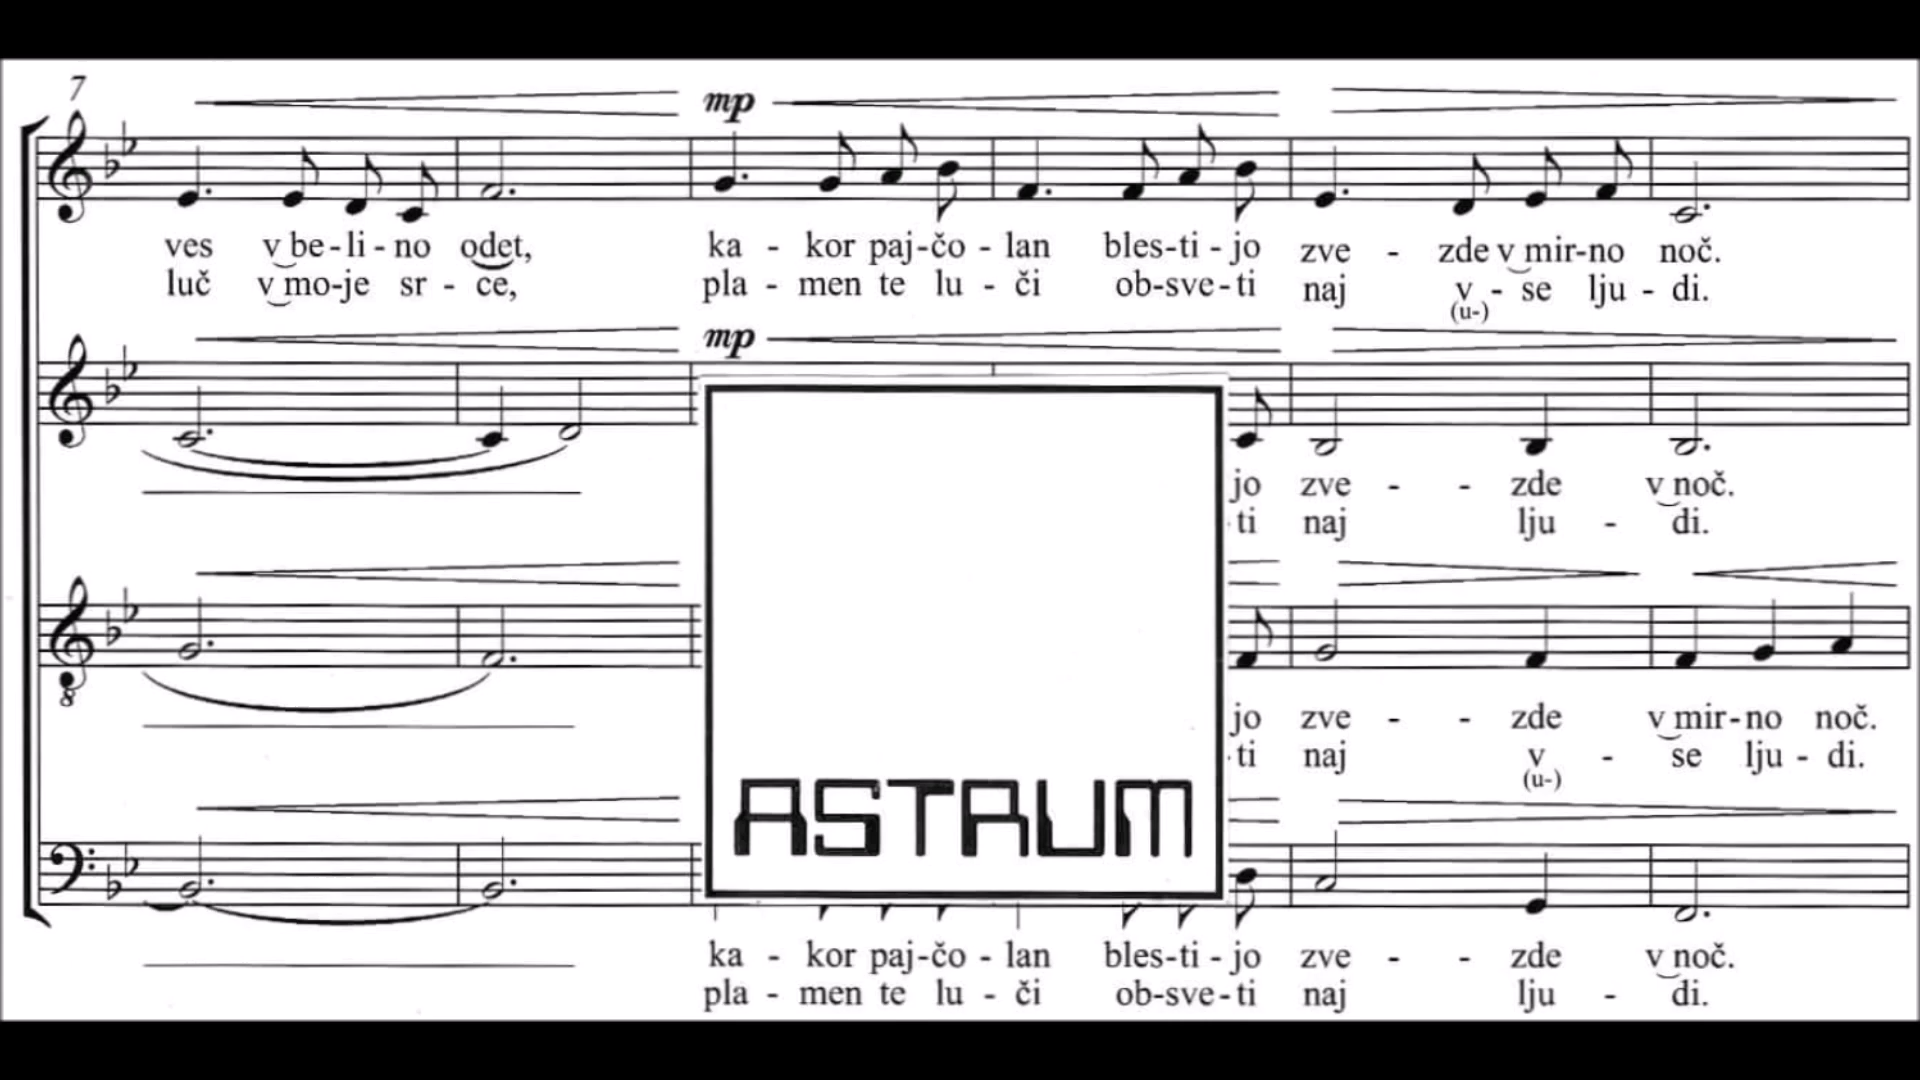 7
mp
ves v be - li - no odet, ka - kor paj - čo - lan bles - ti - jo zve - zde v mir - no noč.
luč v mo - je sr - ce, pla - men te lu - či ob - sve - ti naj v - se lju - di.
(u-)
mp
jo zve - - zde v noč.
ti naj lju - di.
8
jo zve - - zde v mir - no noč.
ti naj v - se lju - di.
(u-)
ASTRUM
ka - kor paj - čo - lan bles - ti - jo zve - - zde v noč.
pla - men te lu - či ob - sve - ti naj lju - di.